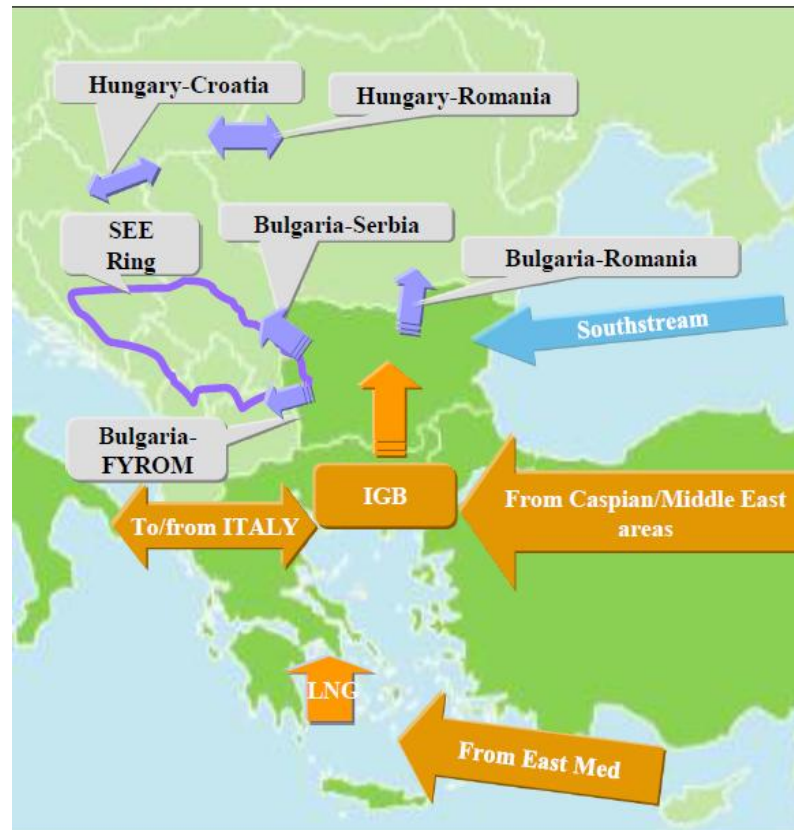 Hungary-Croatia
Hungary-Romania
SEE
Ring
Bulgaria-Serbia
Bulgaria-Romania
Southstream
Bulgaria-
FYROM
IGB
From Caspian/Middle East
areas
To/from ITALY
LNG
From East Med